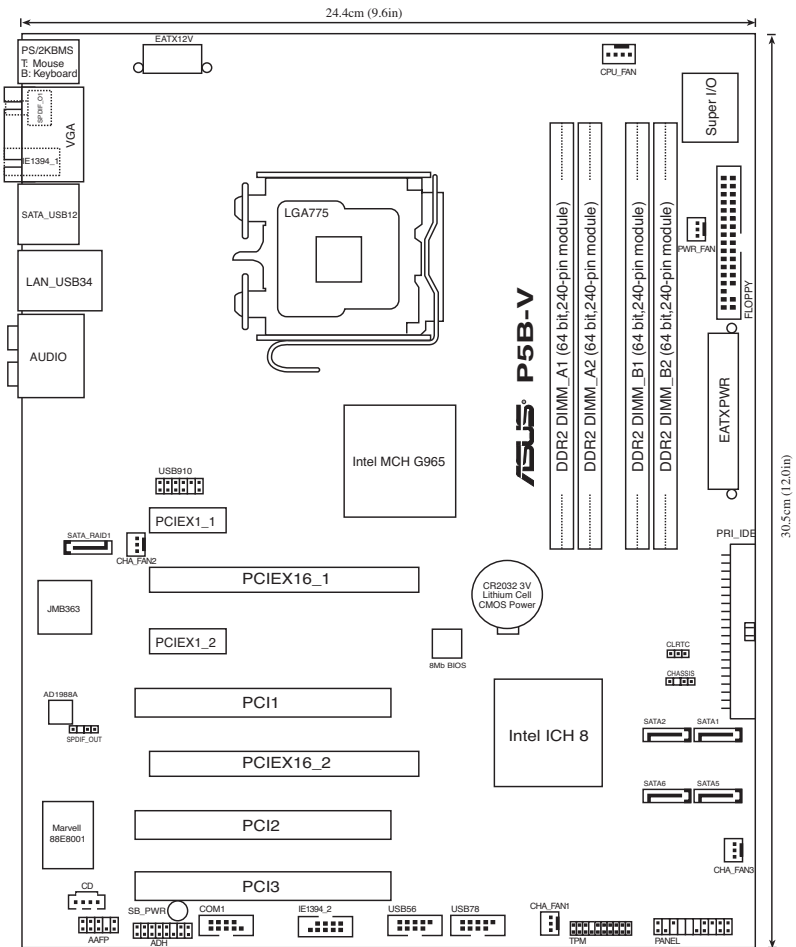 24.4cm (9.6in)
PS/2KBMS
T: Mouse
B: Keyboard
EATX12V
CPU_FAN
Super I/O
SPDIF_O1
VGA
IE1394_1
SATA_USB12
LAN_USB34
AUDIO
LGA775
PWR_FAN
FLOPPY
DDR2 DIMM_A1 (64 bit,240-pin module)
DDR2 DIMM_A2 (64 bit,240-pin module)
DDR2 DIMM_B1 (64 bit,240-pin module)
DDR2 DIMM_B2 (64 bit,240-pin module)
ASUS P5B-V
EATXPWR
30.5cm (12.0in)
Intel MCH G965
USB910
PCIEX1_1
SATA_RAID1
CHA_FAN2
PRI_IDE
PCIEX16_1
CR2032 3V
Lithium Cell
CMOS Power
JMB363
PCIEX1_2
8Mb BIOS
CLRTC
CHASSIS
AD1988A
PCI1
SPDIF_OUT
Intel ICH 8
SATA2
SATA1
PCIEX16_2
SATA6
SATA5
Marvell
88E8001
PCI2
CHA_FAN3
PCI3
CD
SB_PWR
COM1
IE1394_2
USB56
USB78
CHA_FAN1
AAFP
ADH
TPM
PANEL